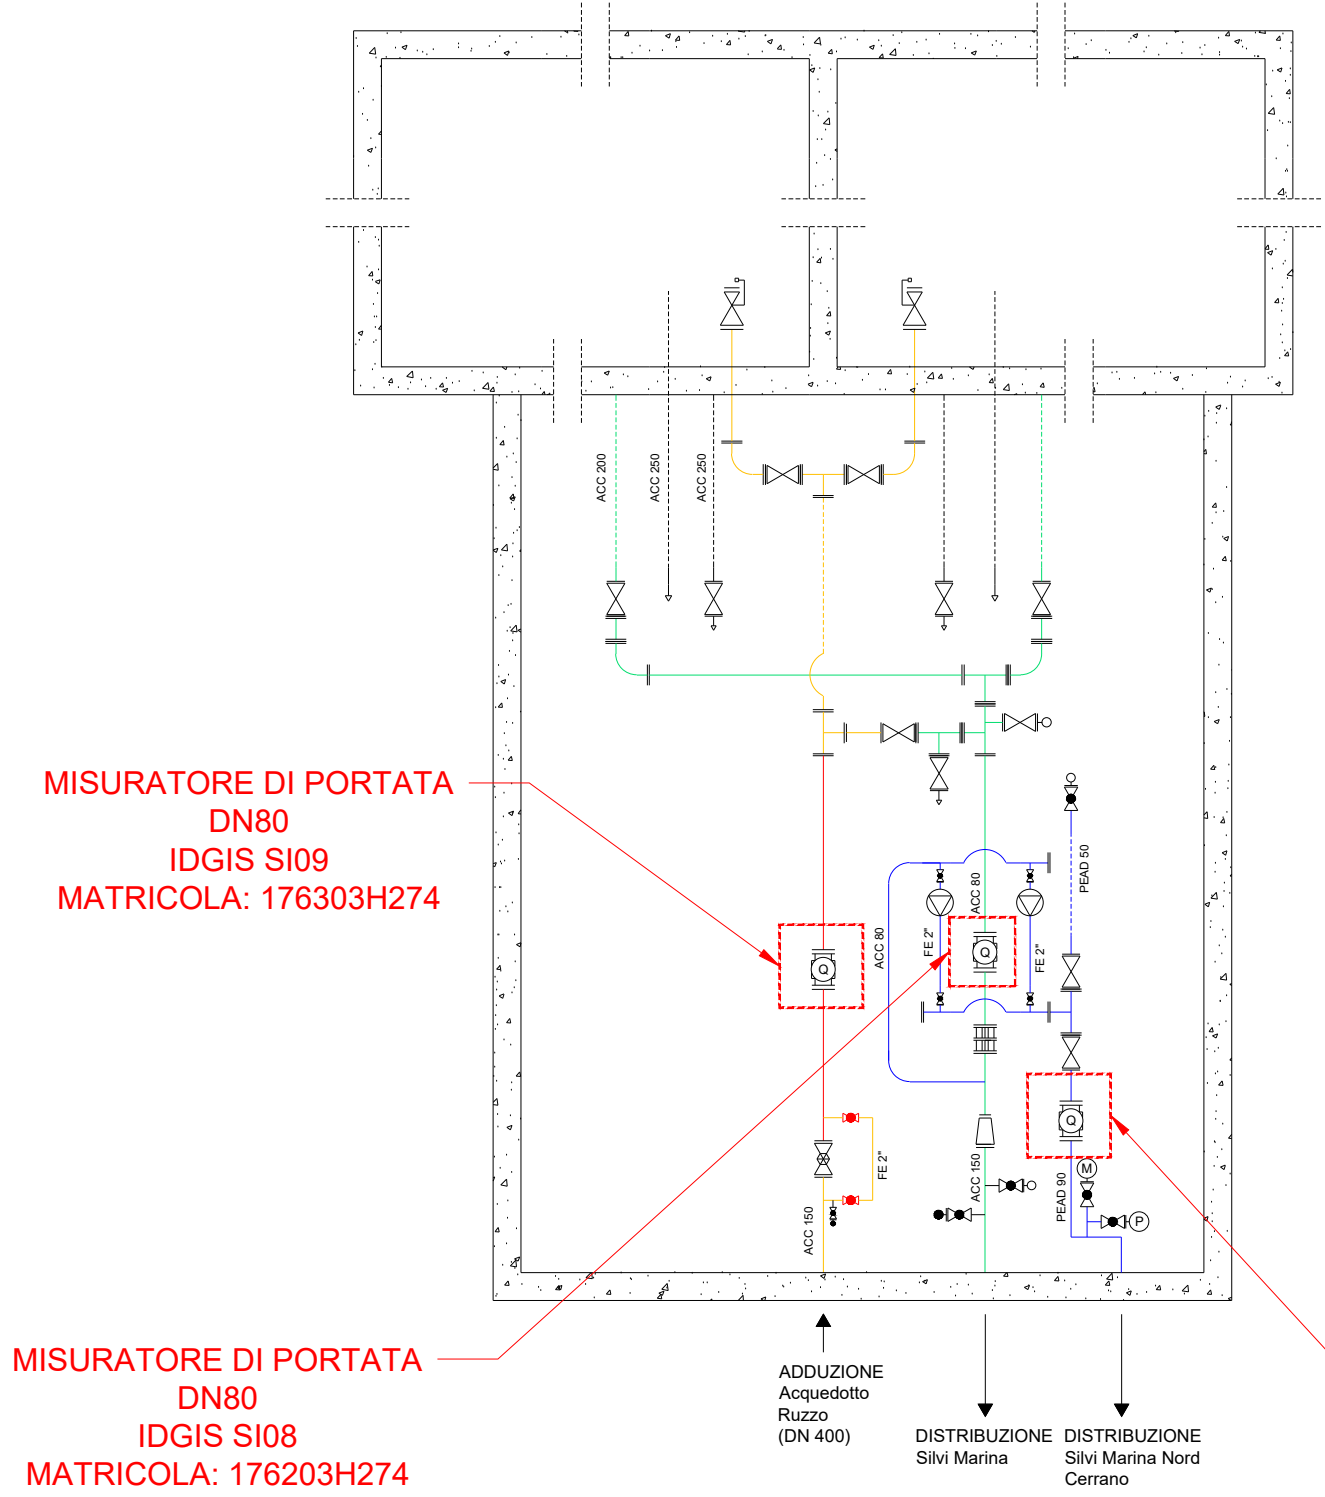 ACC 200
ACC 250
ACC 250
MISURATORE DI PORTATA
DN80
IDGIS SI09
MATRICOLA: 176303H274
PEAD 50
ACC 80
ACC 80
FE 2"
FE 2"
Q
Q
Q
FE 2"
ACC 150
ACC 150
PEAD 90
M
P
MISURATORE DI PORTATA
DN80
IDGIS SI08
MATRICOLA: 176203H274
ADDUZIONE
Acquedotto
Ruzzo
(DN 400)
DISTRIBUZIONE
Silvi Marina
DISTRIBUZIONE
Silvi Marina Nord
Cerrano